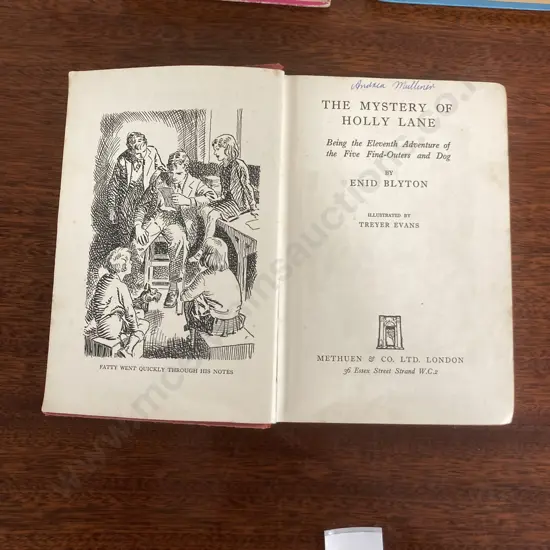 FATTY WENT QUICKLY THROUGH HIS NOTES
Andrea Mulliner
THE MYSTERY OF
HOLLY LANE
Being the Eleventh Adventure of
the Five Find-Outers and Dog
BY
ENID BLYTON
ILLUSTRATED BY
TREYER EVANS
METHUEN & CO. LTD. LONDON
36 Essex Street Strand W.C.2